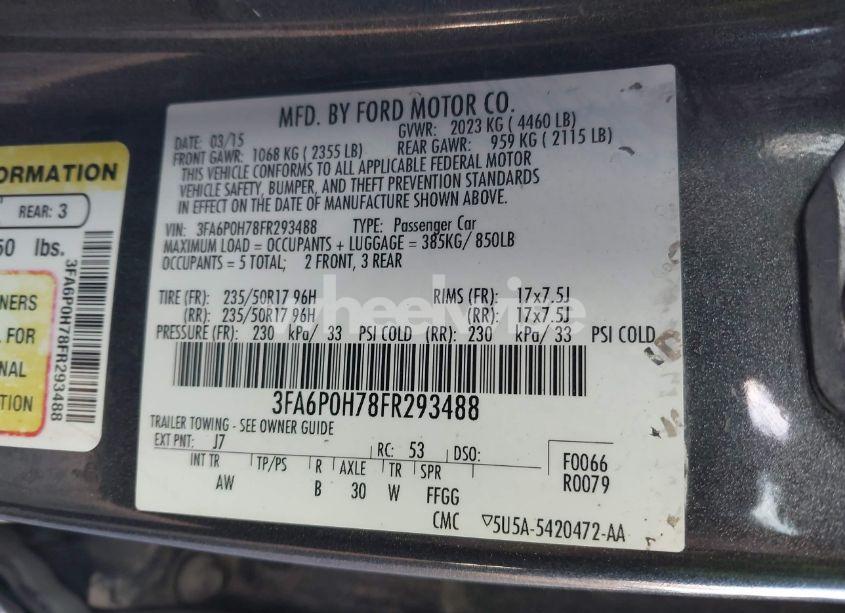 MFD. BY FORD MOTOR CO.
DATE: 03/15 GVWR: 2023 KG ( 4460 LB)
FRONT GAWR: 1068 KG ( 2355 LB) REAR GAWR: 959 KG ( 2115 LB)
THIS VEHICLE CONFORMS TO ALL APPLICABLE FEDERAL MOTOR
VEHICLE SAFETY, BUMPER, AND THEFT PREVENTION STANDARDS
IN EFFECT ON THE DATE OF MANUFACTURE SHOWN ABOVE.
VIN: 3FA6P0H78FR293488 TYPE: Passenger Car
MAXIMUM LOAD = OCCUPANTS + LUGGAGE = 385KG/ 850LB
OCCUPANTS = 5 TOTAL; 2 FRONT, 3 REAR
TIRE (FR): 235/50R17 96H RIMS (FR): 17x7.5J
(RR): 235/50R17 96H (RR): 17x7.5J
PRESSURE (FR): 230 kPa/ 33 PSI COLD (RR): 230 kPa/ 33 PSI COLD
3FA6P0H78FR293488
TRAILER TOWING - SEE OWNER GUIDE
EXT PNT: J7 RC: 53 DSO: F0066
R0079
INT TR TP/PS R AXLE TR SPR
AW B 30 W FFGG
CMC ▽5U5A-5420472-AA
ORMATION
REAR: 3
50 lbs.
NERS
L FOR
NAL
TION
3FA6P0H78FR293488
wheelwise